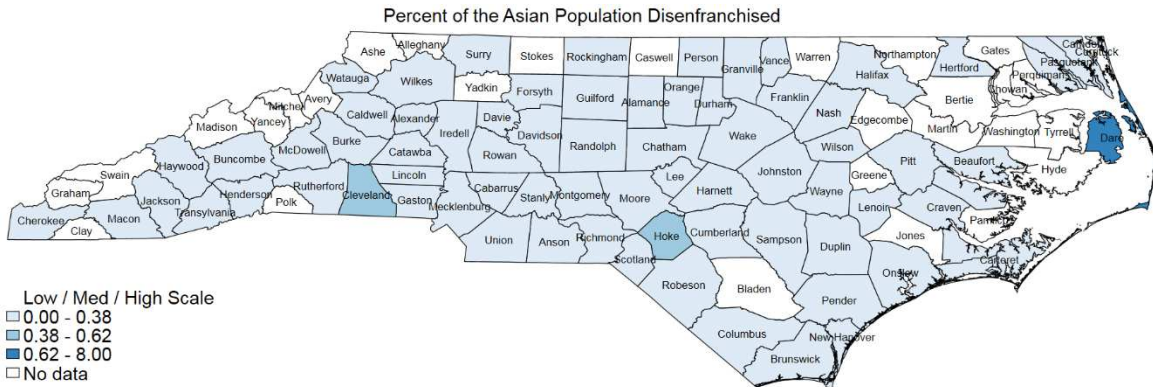 Percent of the Asian Population Disenfranchised
Ashe
Alleghany
Surry
Stokes
Rockingham
Caswell
Person
Granville
Vance
Warren
Northampton
Halifax
Hertford
Gates
Pasquotank
Camden
Currituck
Perquimans
Chowan
Bertie
Watauga
Wilkes
Yadkin
Forsyth
Guilford
Alamance
Orange
Durham
Franklin
Nash
Edgecombe
Martin
Washington
Tyrrell
Dare
Mitchell
Avery
Yancey
Madison
Caldwell
Alexander
Iredell
Davie
Davidson
Randolph
Chatham
Wake
Wilson
Pitt
Beaufort
Hyde
Swain
Haywood
Buncombe
McDowell
Burke
Catawba
Rowan
Lincoln
Lee
Johnston
Greene
Wayne
Graham
Jackson
Henderson
Polk
Rutherford
Cleveland
Gaston
Mecklenburg
Cabarrus
Stanly
Montgomery
Moore
Harnett
Lenoir
Craven
Pamlico
Cherokee
Macon
Transylvania
Clay
Union
Anson
Richmond
Hoke
Cumberland
Sampson
Duplin
Jones
Carteret
Scotland
Robeson
Bladen
Onslow
Pender
Columbus
New Hanover
Brunswick
Low / Med / High Scale
0.00 - 0.38
0.38 - 0.62
0.62 - 8.00
No data